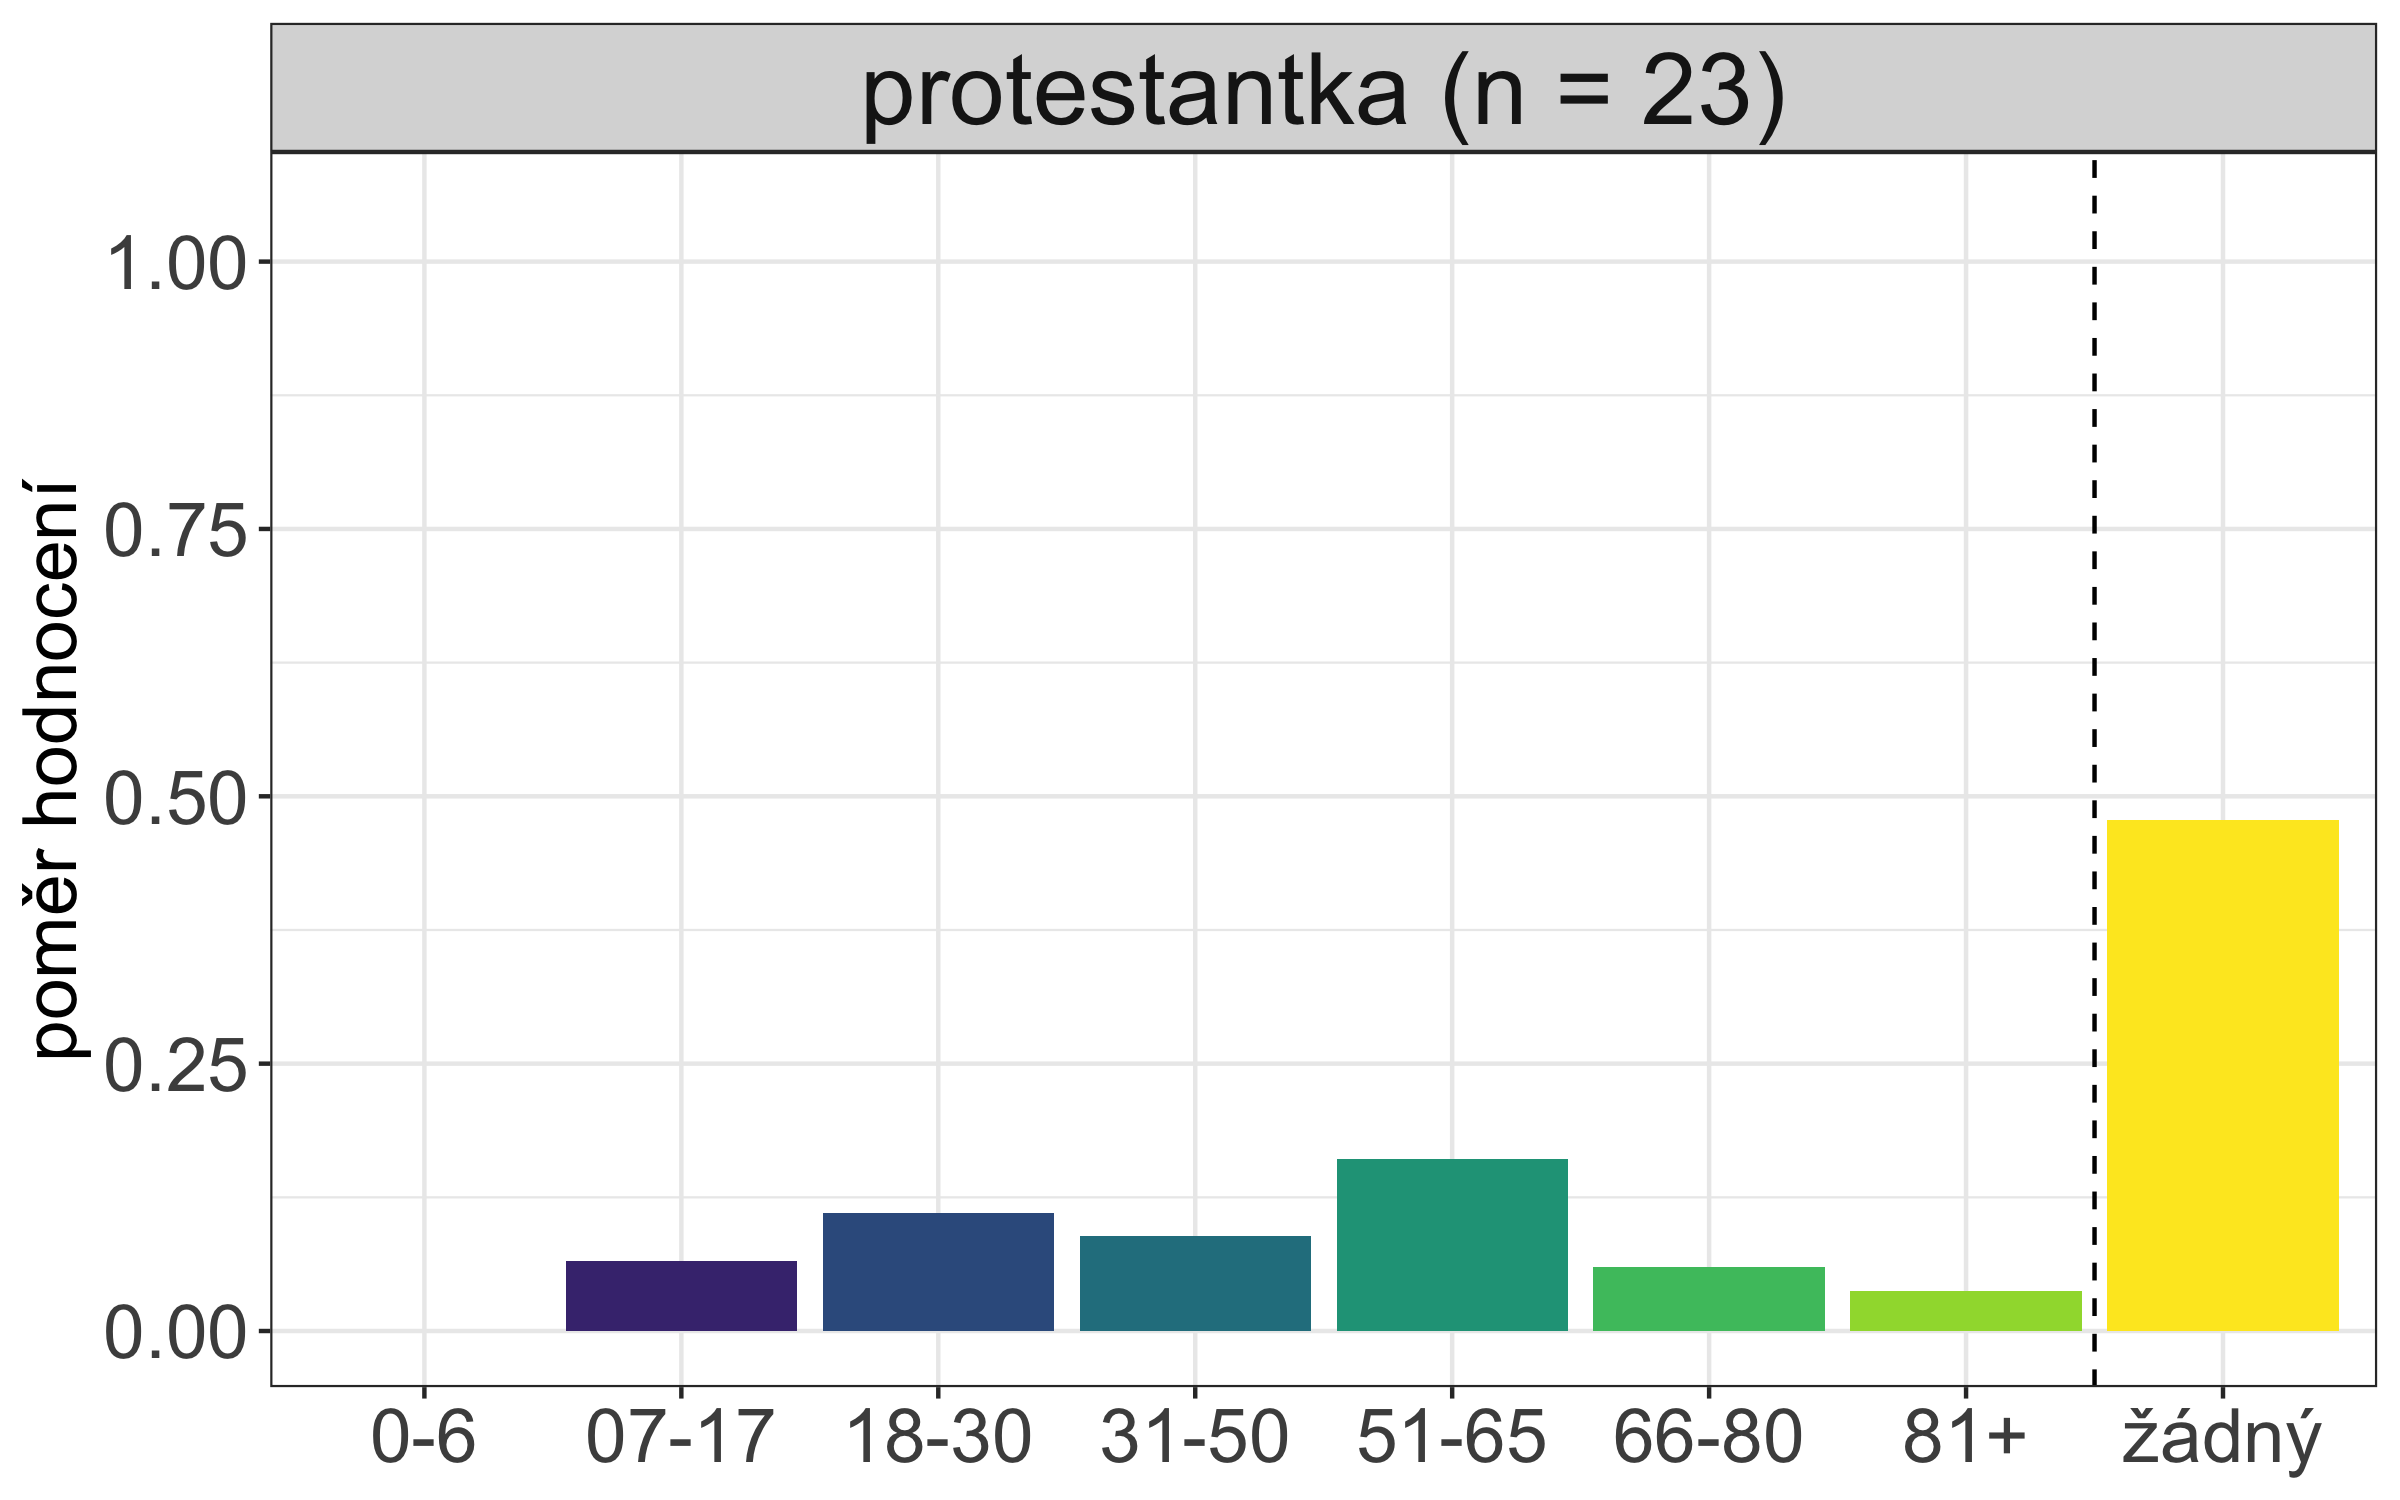 protestantka (n = 23)
poměr hodnocení
1.00
0.75
0.50
0.25
0.00
0-6 07-17 18-30 31-50 51-65 66-80 81+ žádný